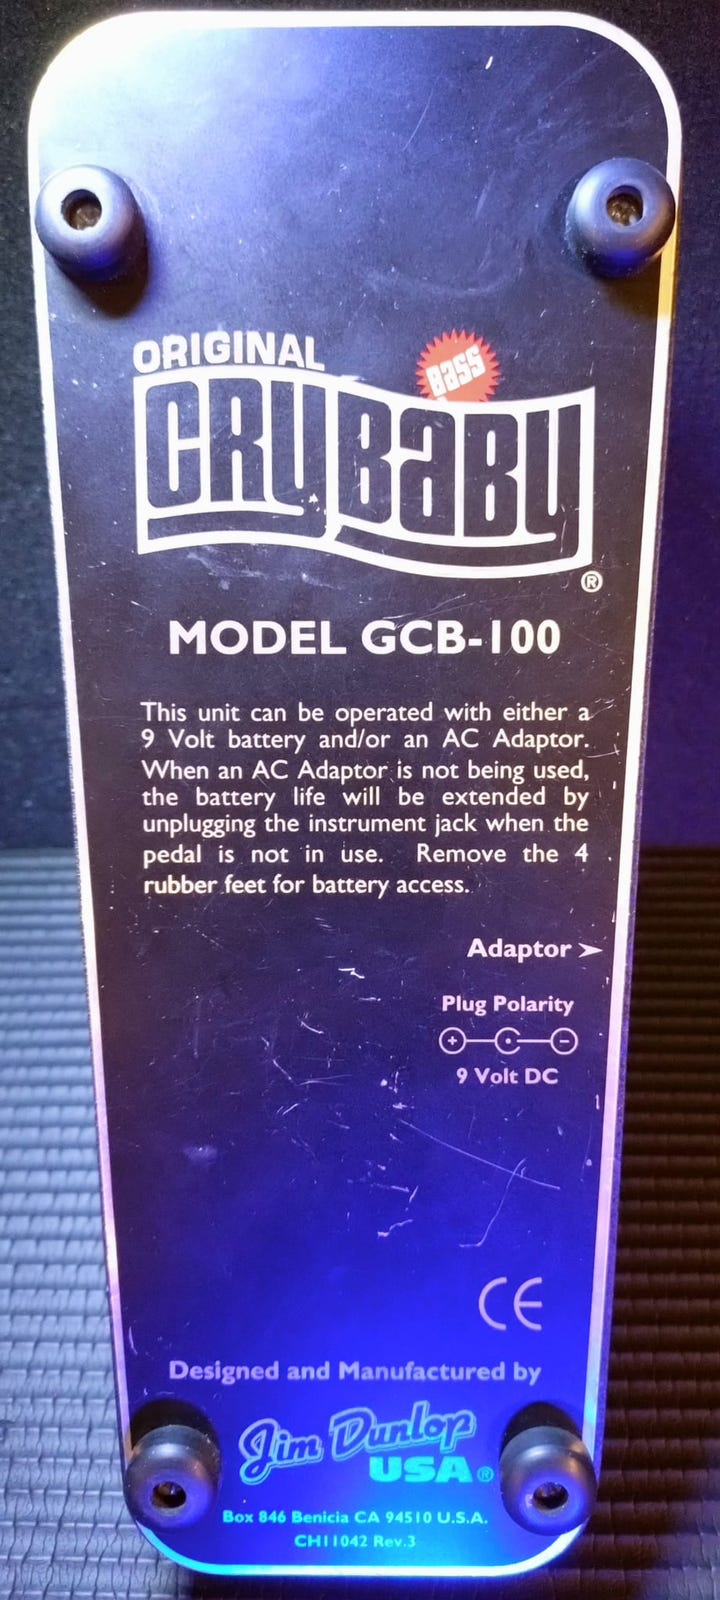 ORIGINAL
BASS
CRYBABY®
MODEL GCB-100
This unit can be operated with either a
9 Volt battery and/or an AC Adaptor.
When an AC Adaptor is not being used,
the battery life will be extended by
unplugging the instrument jack when the
pedal is not in use. Remove the 4
rubber feet for battery access.
Adaptor ➤
Plug Polarity
+ -
9 Volt DC
CE
Designed and Manufactured by
Jim Dunlop
USA®
Box 846 Benicia CA 94510 U.S.A.
CH11042 Rev.3